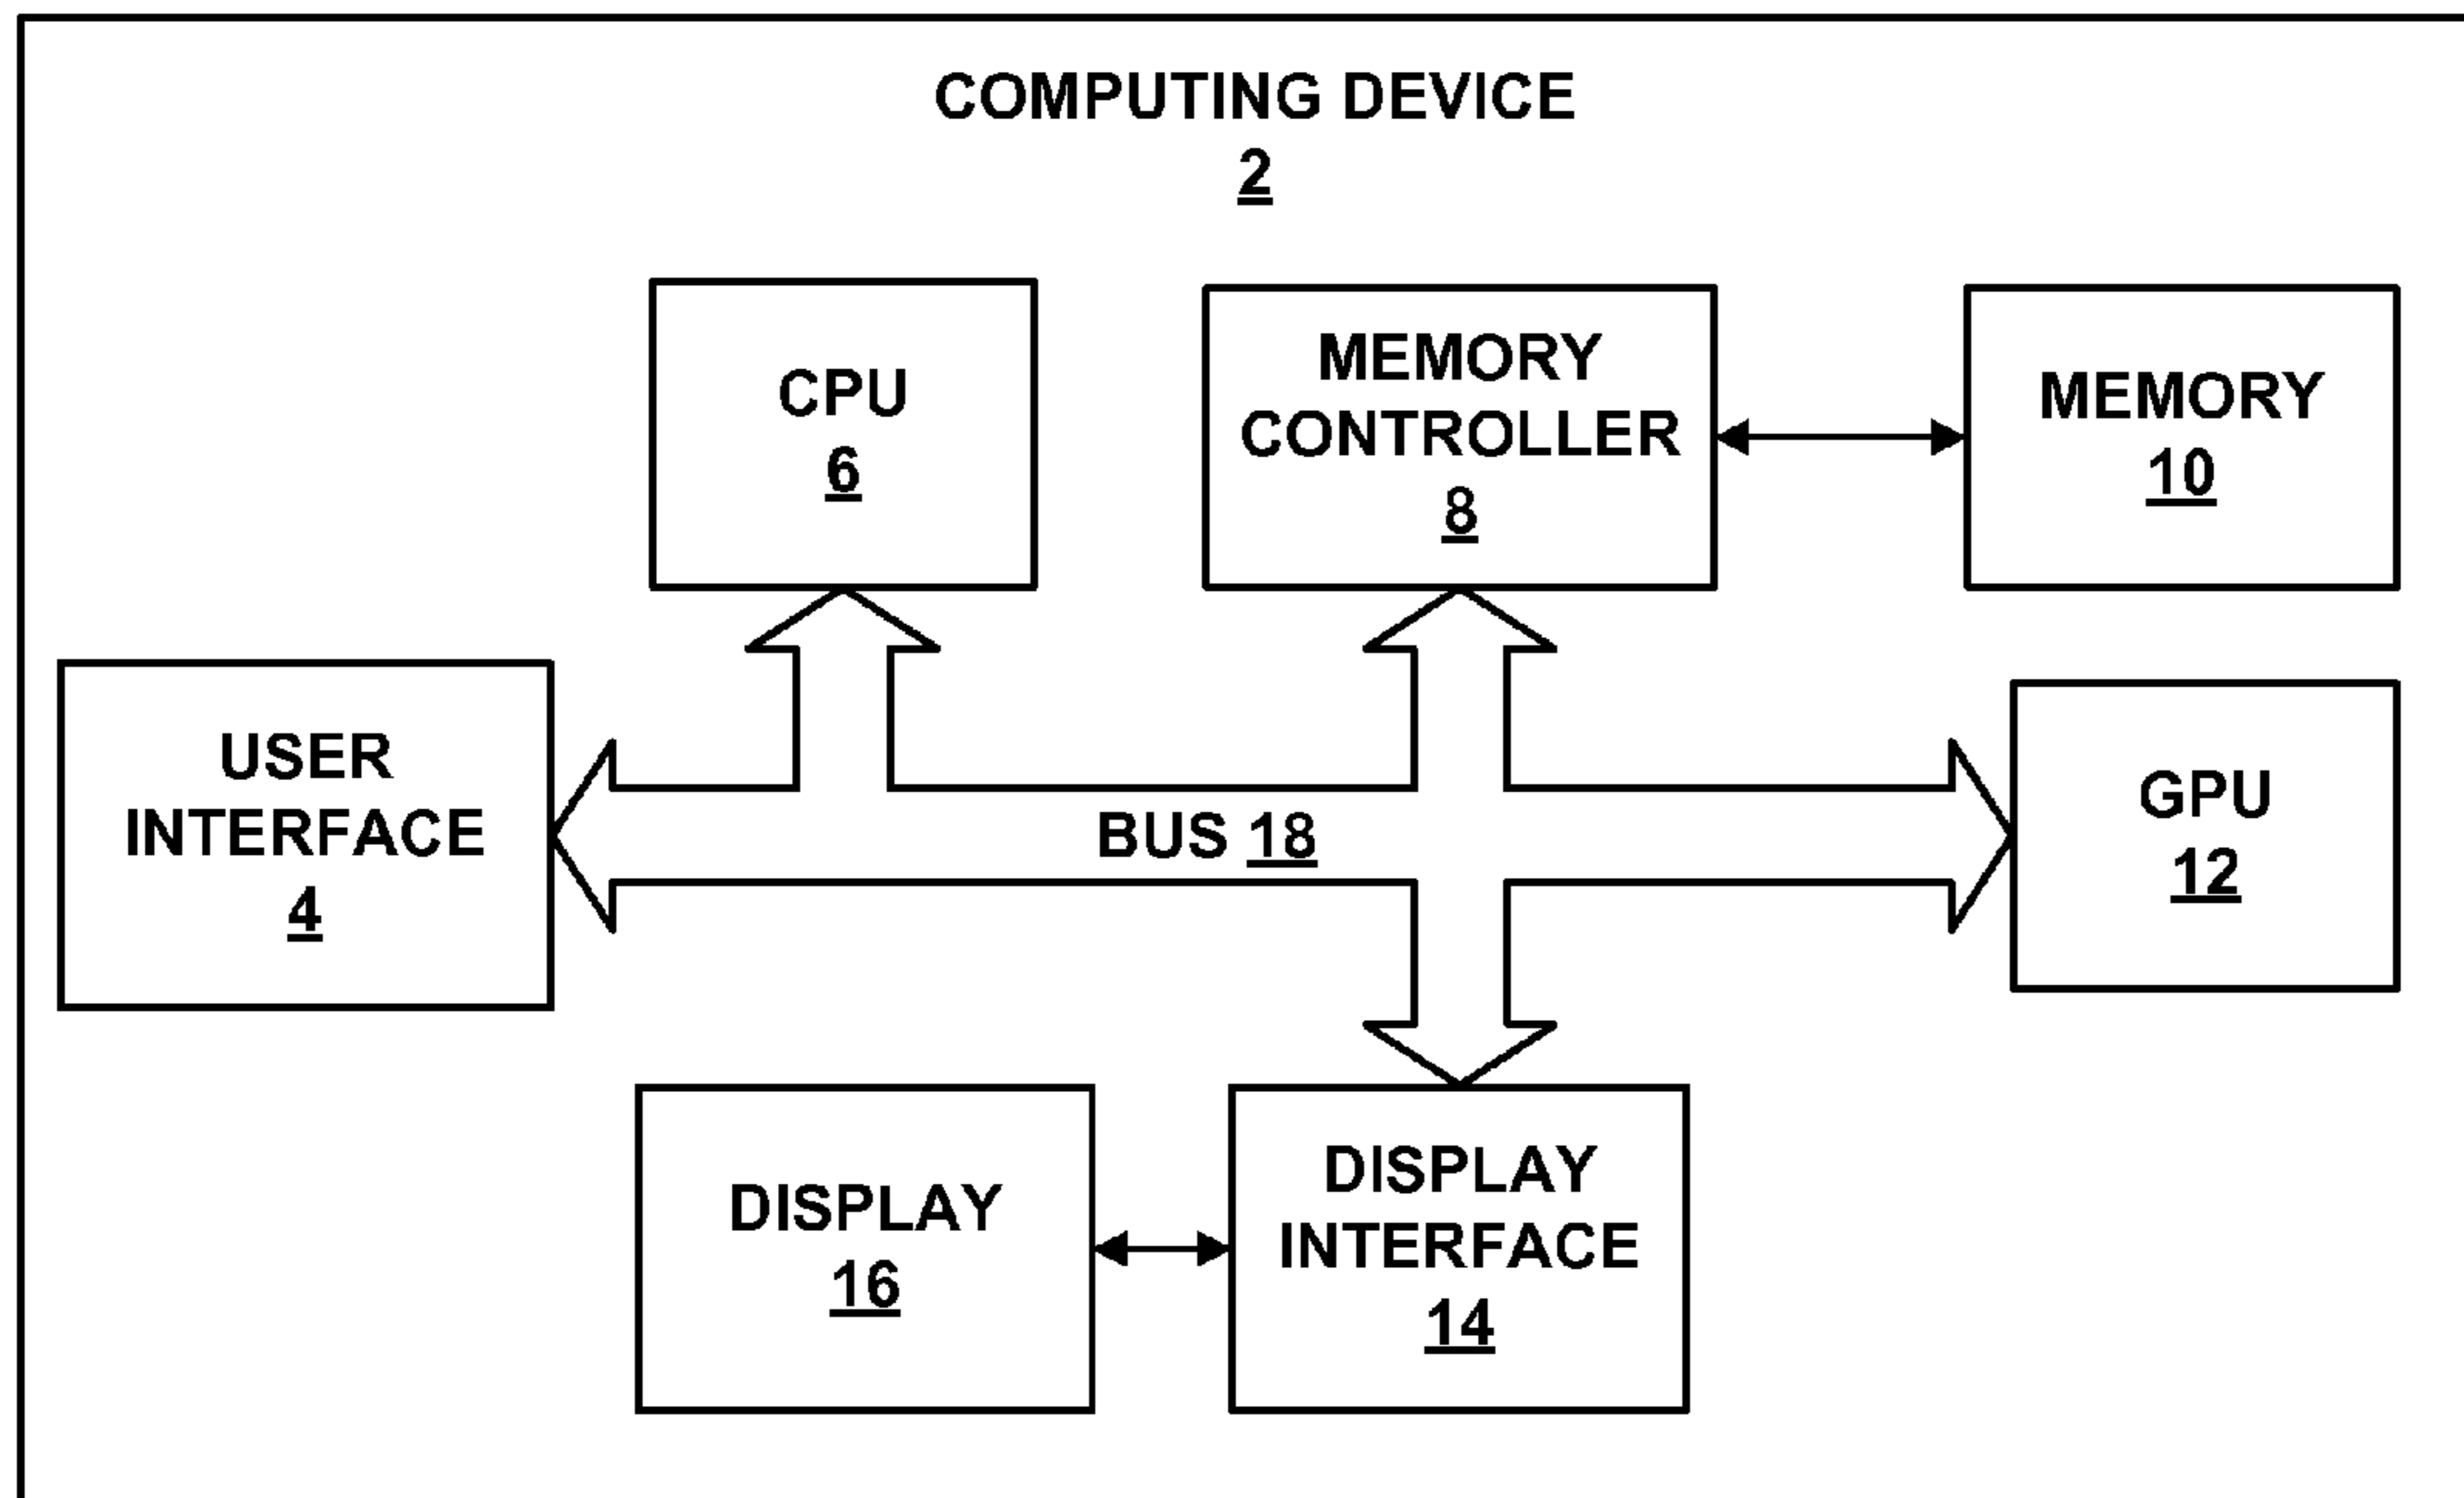 COMPUTING DEVICE
2
CPU
6
MEMORY
CONTROLLER
8
MEMORY
10
USER
INTERFACE
4
BUS 18
GPU
12
DISPLAY
16
DISPLAY
INTERFACE
14